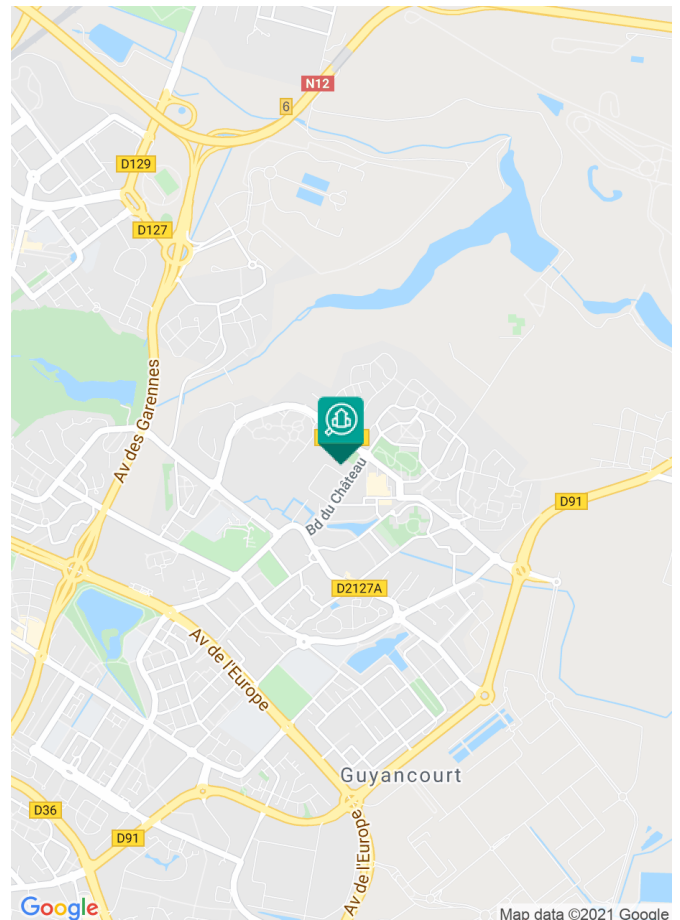 N12
6
D129
D127
Av des Garennes
Bd du Château
D91
D2127A
Av de l'Europe
Guyancourt
D36
D91
Av de l'Europe
Google
Map data ©2021 Google